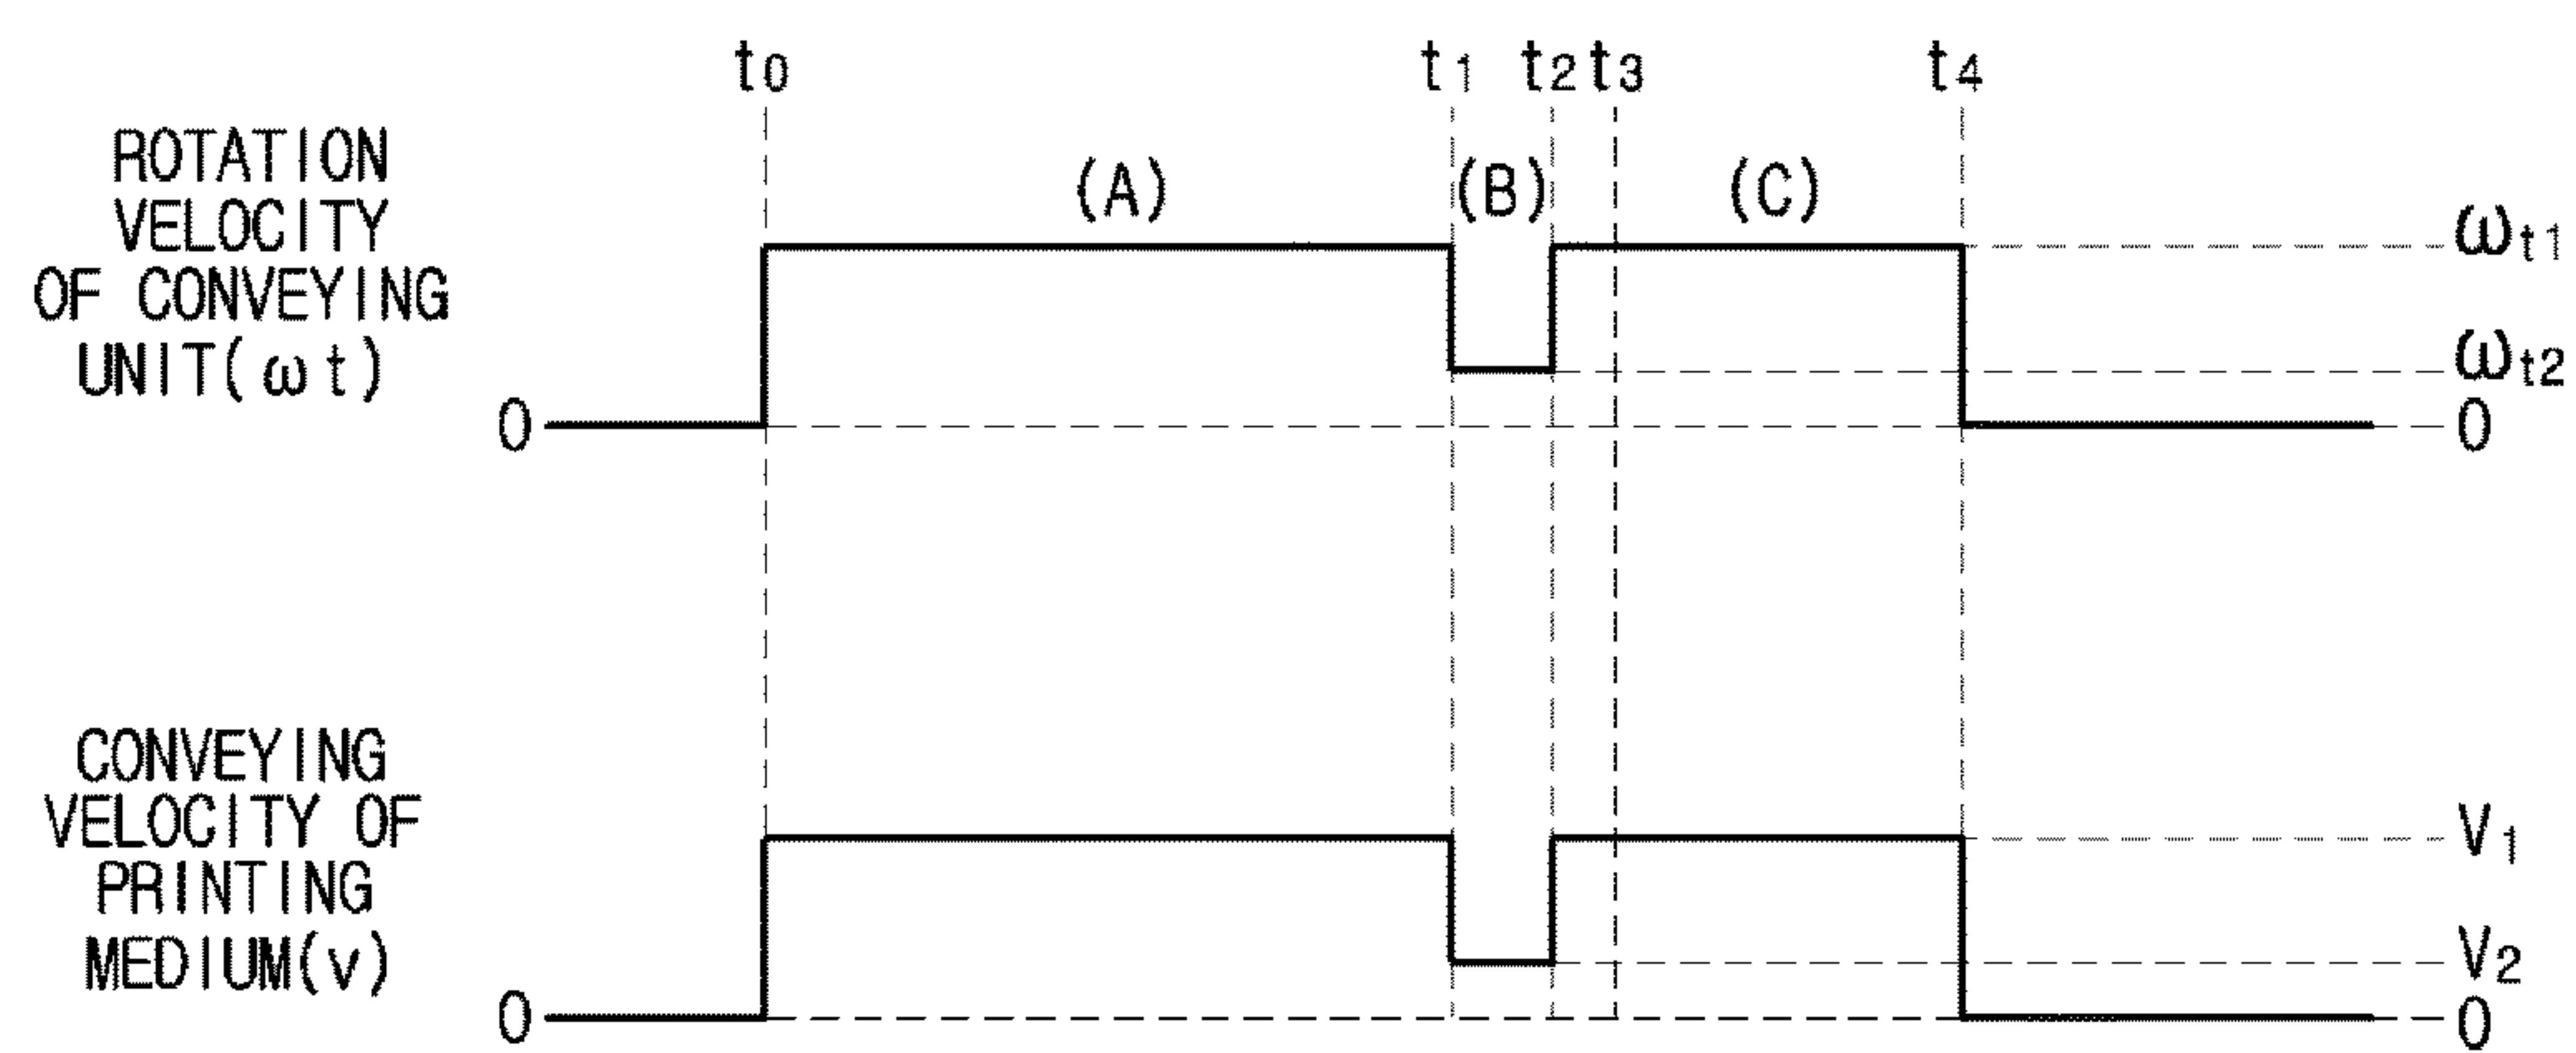 t0 t1 t2 t3 t4
(A) (B) (C)
ROTATION
VELOCITY
OF CONVEYING
UNIT(ωt)
ωt1
ωt2
0 0
CONVEYING
VELOCITY OF
PRINTING
MEDIUM(v)
V1
V2
0 0